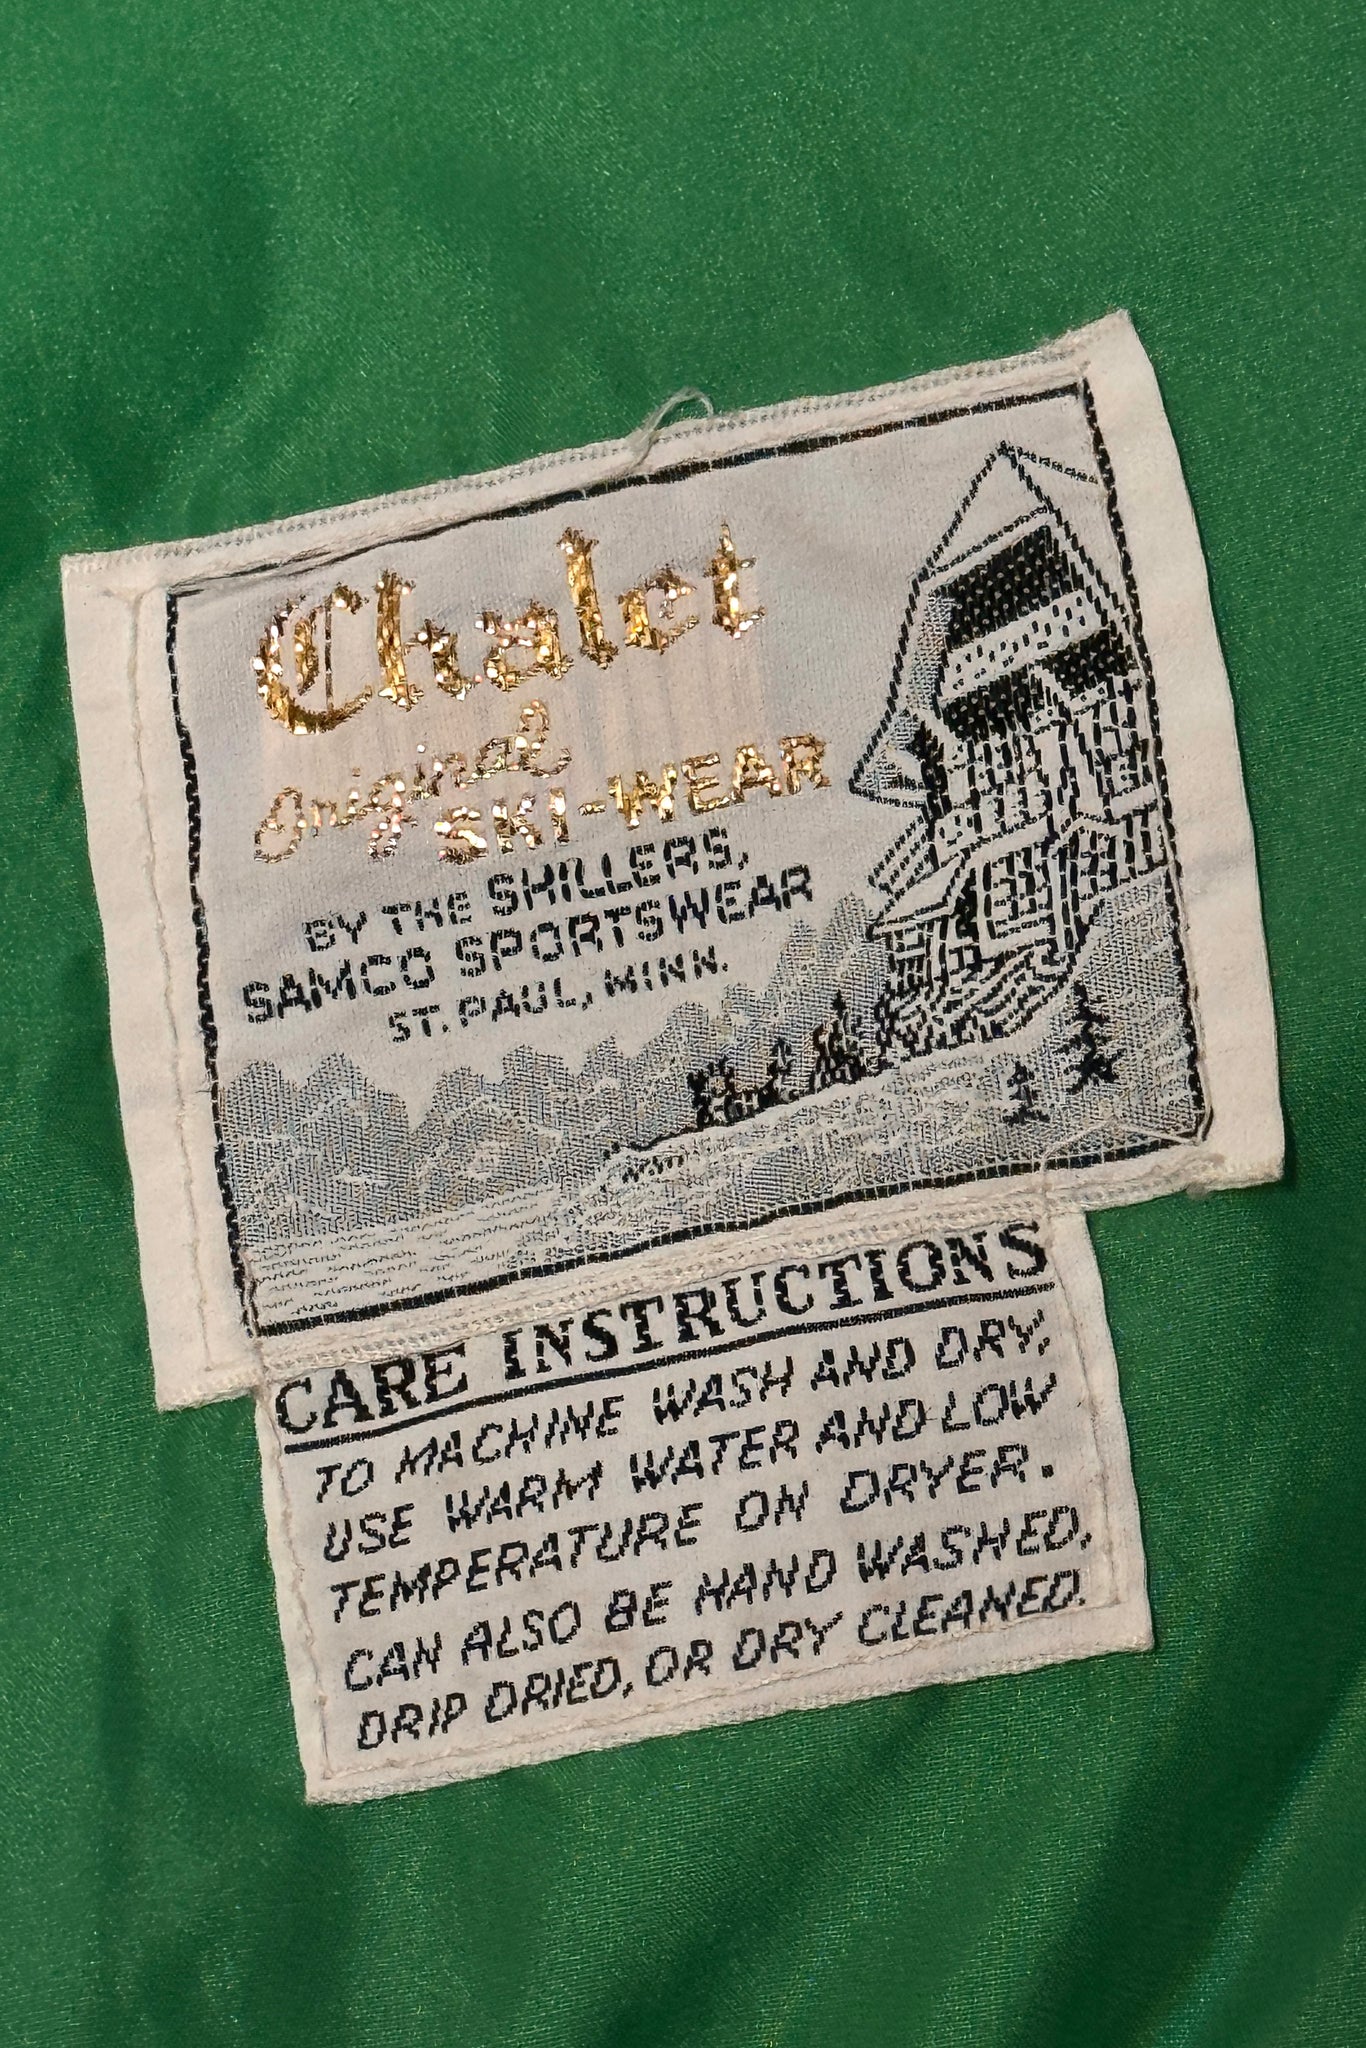 Chalet
Original
SKI-WEAR
BY THE SHILLERS,
SAMCO SPORTSWEAR
ST. PAUL, MINN.
CARE INSTRUCTIONS
TO MACHINE WASH AND DRY,
USE WARM WATER AND LOW
TEMPERATURE ON DRYER.
CAN ALSO BE HAND WASHED,
DRIP DRIED, OR DRY CLEANED.